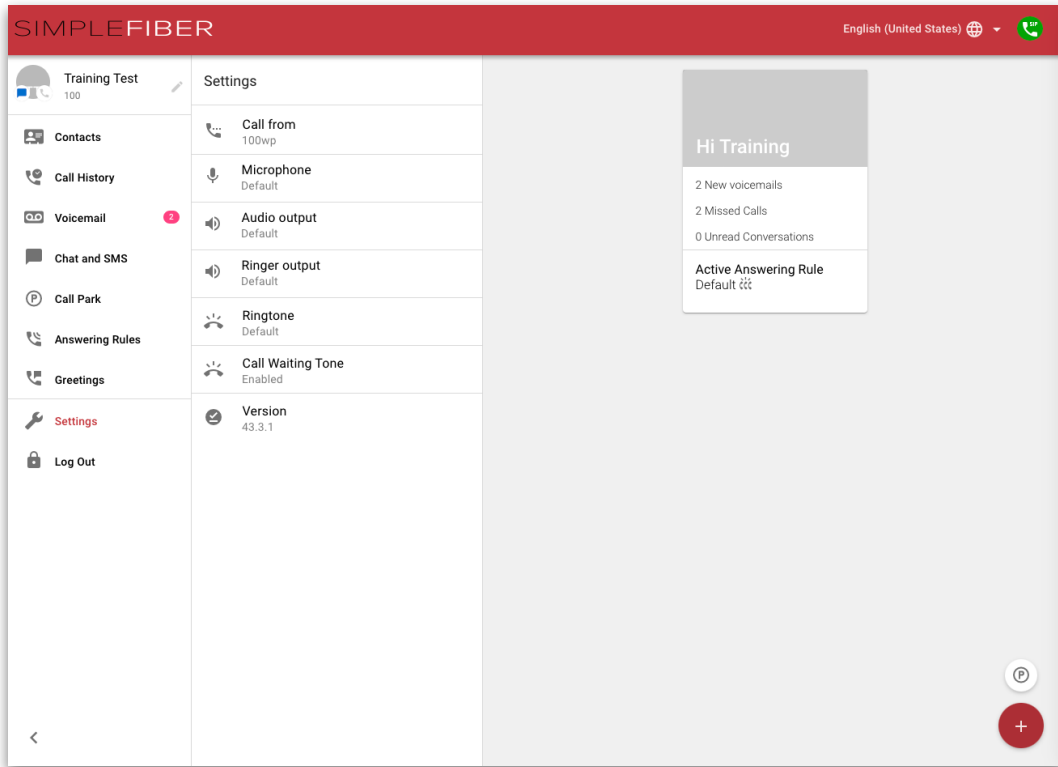 SIMPLEFIBER
English (United States)
SIP
Training Test
100
Contacts
Call History
Voicemail
2
Chat and SMS
P
Call Park
Answering Rules
Greetings
Settings
Log Out
Settings
Call from
100wp
Microphone
Default
Audio output
Default
Ringer output
Default
Ringtone
Default
Call Waiting Tone
Enabled
Version
43.3.1
Hi Training
2 New voicemails
2 Missed Calls
0 Unread Conversations
Active Answering Rule
Default
P
+